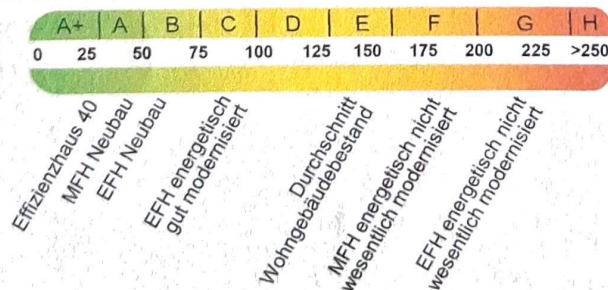 A+ A B C D E F G H
0 25 50 75 100 125 150 175 200 225 >250
Effizienzhaus 40
MFH Neubau
EFH Neubau
EFH energetisch
gut modernisiert
Durchschnitt
Wohngebäudebestand
MFH energetisch nicht
wesentlich modernisiert
EFH energetisch nicht
wesentlich modernisiert